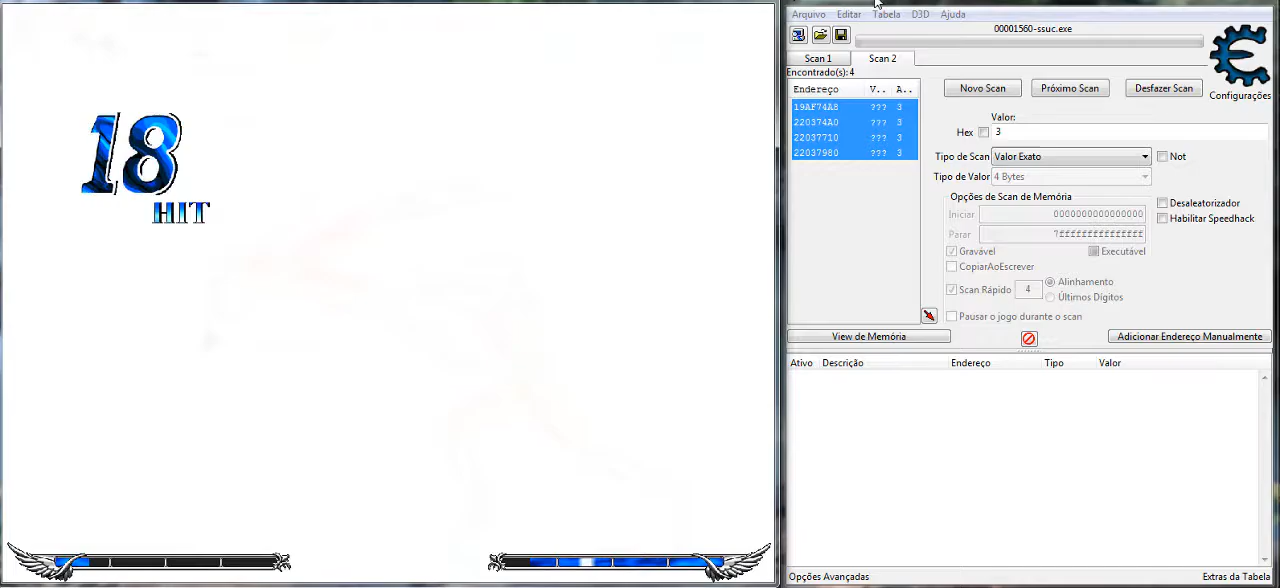 18
HIT
Arquivo Editar Tabela D3D Ajuda
00001560-ssuc.exe
Scan 1 Scan 2
Encontrado(s):4
Endereço V.. A..
19AF74A8 ??? 3
220374A0 ??? 3
22037710 ??? 3
22037980 ??? 3
Novo Scan Próximo Scan Desfazer Scan
Configurações
Valor:
Hex 3
Tipo de Scan Valor Exato Not
Tipo de Valor 4 Bytes
Opções de Scan de Memória
Iniciar 0000000000000000
Parar 7fffffffffffffff
Gravável Executável
CopiarAoEscrever
Scan Rápido 4 Alinhamento
Últimos Dígitos
Pausar o jogo durante o scan
Desaleatorizador
Habilitar Speedhack
View de Memória Adicionar Endereço Manualmente
Ativo Descrição Endereço Tipo Valor
Opções Avançadas Extras da Tabela